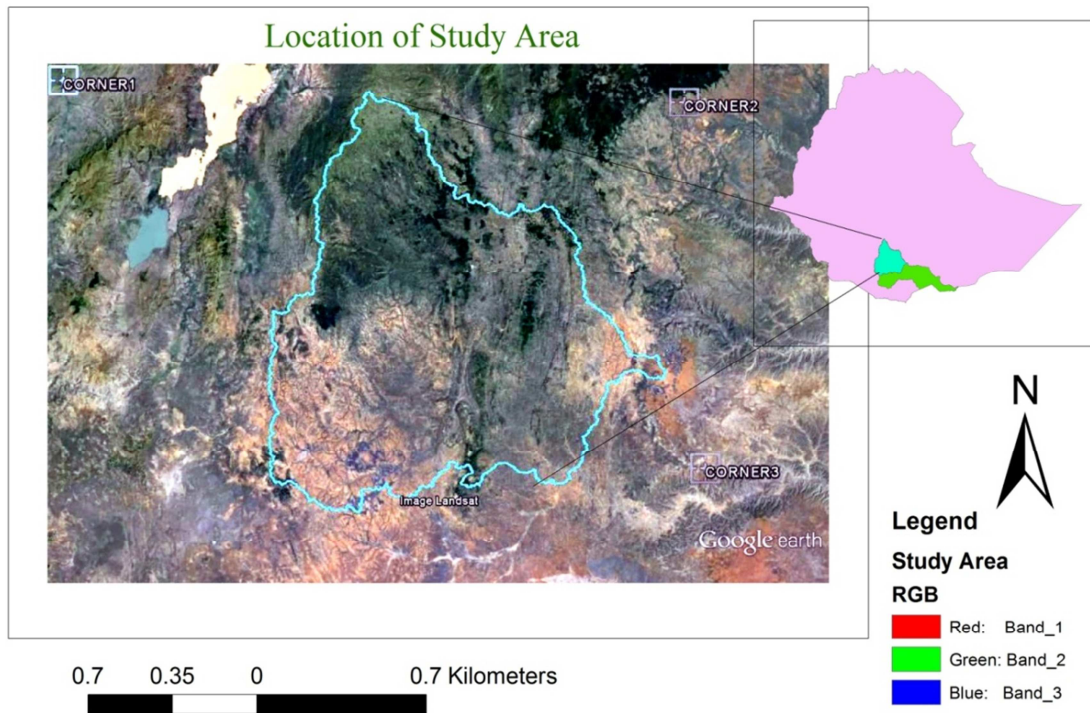 Location of Study Area
CORNER1
CORNER2
CORNER3
Image Landsat
Google earth
N
Legend
Study Area
RGB
Red: Band_1
Green: Band_2
Blue: Band_3
0.7 0.35 0 0.7 Kilometers